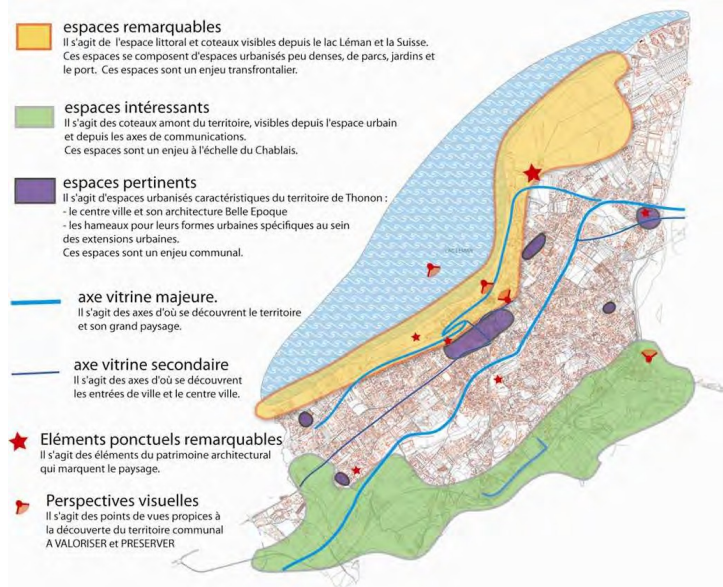 espaces remarquables
Il s'agit de l'espace littoral et coteaux visibles depuis le lac Léman et la Suisse.
Ces espaces se composent d'espaces urbanisés peu denses, de parcs, jardins et
le port. Ces espaces sont un enjeu transfrontalier.
espaces intéressants
Il s'agit des coteaux amont du territoire, visibles depuis l'espace urbain
et depuis les axes de communications.
Ces espaces sont un enjeu à l'échelle du Chablais.
espaces pertinents
Il s'agit d'espaces urbanisés caractéristiques du territoire de Thonon :
- le centre ville et son architecture Belle Epoque
- les hameaux pour leurs formes urbaines spécifiques au sein
des extensions urbaines.
Ces espaces sont un enjeu communal.
axe vitrine majeure.
Il s'agit des axes d'où se découvrent le territoire
et son grand paysage.
axe vitrine secondaire
Il s'agit des axes d'où se découvrent
les entrées de ville et le centre ville.
Eléments ponctuels remarquables
Il s'agit des éléments du patrimoine architectural
qui marquent le paysage.
Perspectives visuelles
Il s'agit des points de vues propices à
la découverte du territoire communal
A VALORISER et PRESERVER